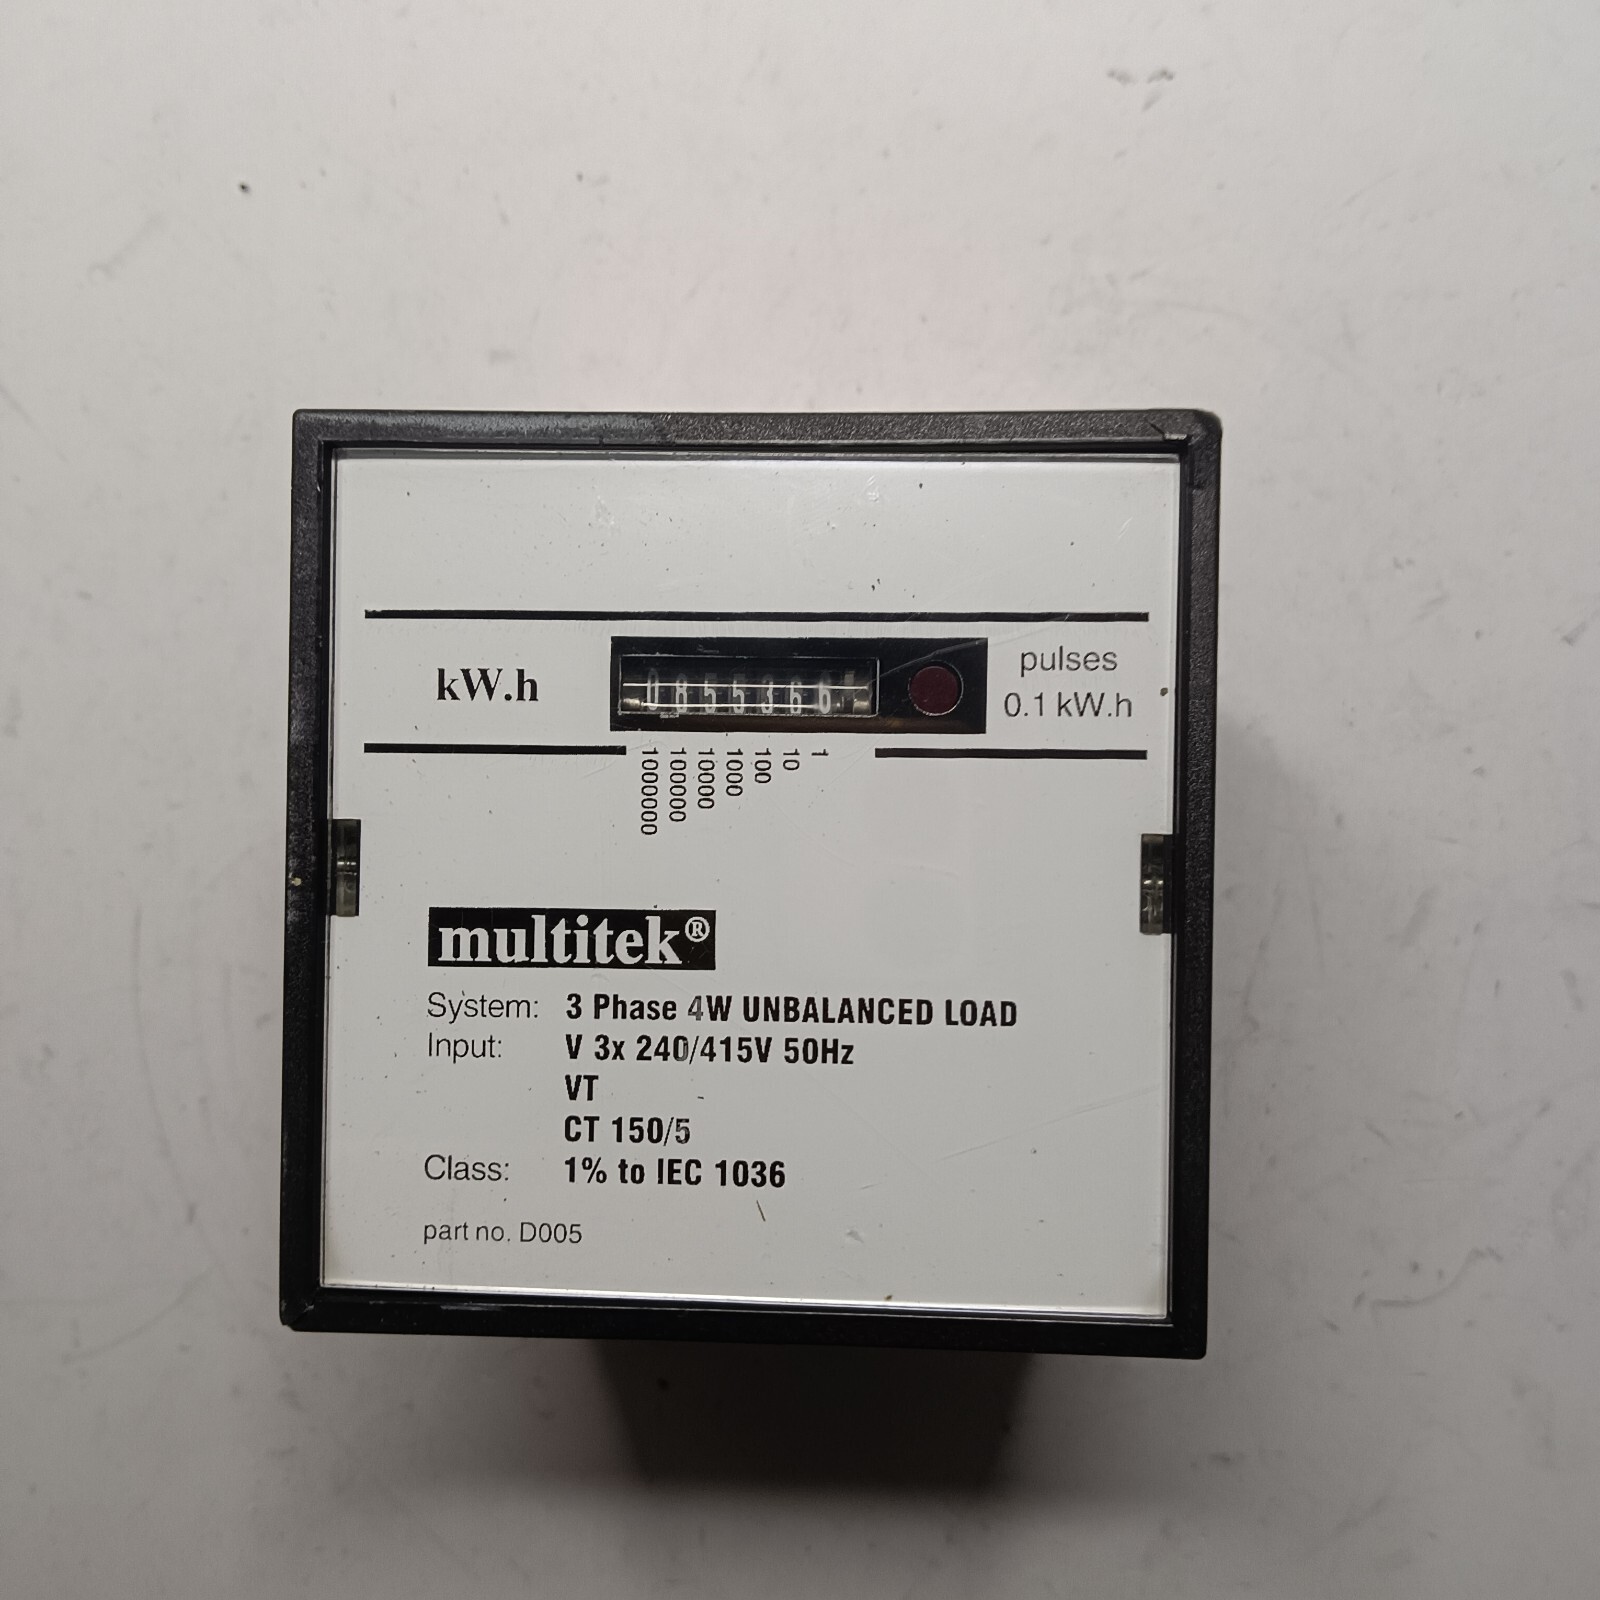 kW.h
0855366
pulses
0.1 kW.h
1000000
100000
10000
1000
100
10
1
multitek®
System: 3 Phase 4W UNBALANCED LOAD
Input: V 3x 240/415V 50Hz
VT
CT 150/5
Class: 1% to IEC 1036
part no. D005